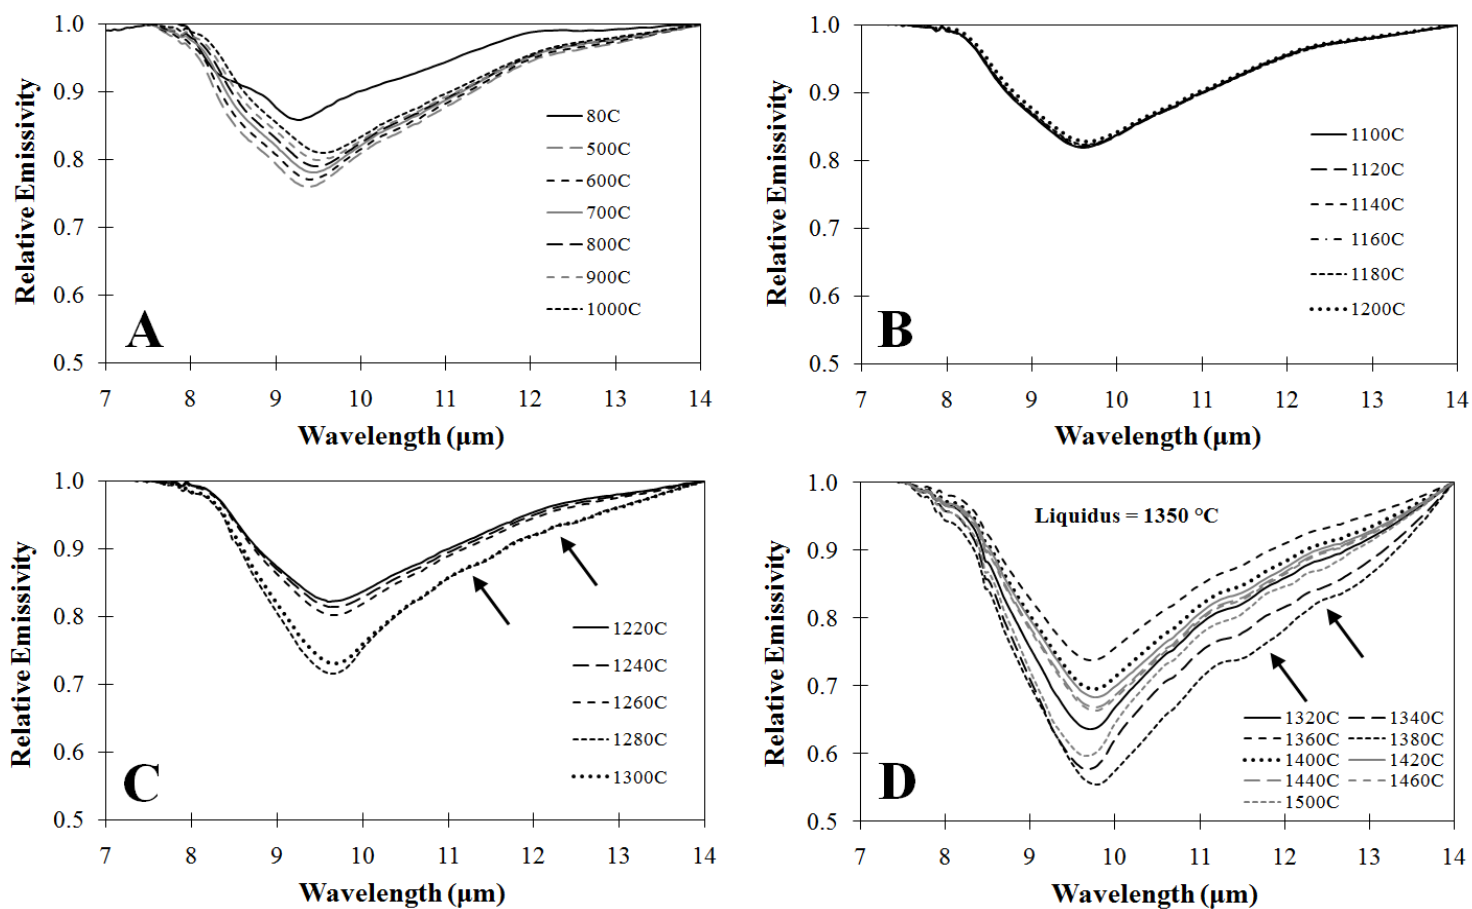 1.0
0.9
0.8
0.7
0.6
0.5
Relative Emissivity
80C
500C
600C
700C
800C
900C
1000C
A
7 8 9 10 11 12 13 14
Wavelength (μm)
1.0
0.9
0.8
0.7
0.6
0.5
Relative Emissivity
1100C
1120C
1140C
1160C
1180C
1200C
B
7 8 9 10 11 12 13 14
Wavelength (μm)
1.0
0.9
0.8
0.7
0.6
0.5
Relative Emissivity
1220C
1240C
1260C
1280C
1300C
C
7 8 9 10 11 12 13 14
Wavelength (μm)
1.0
0.9
0.8
0.7
0.6
0.5
Relative Emissivity
Liquidus = 1350 °C
1320C 1340C
1360C 1380C
1400C 1420C
1440C 1460C
1500C
D
7 8 9 10 11 12 13 14
Wavelength (μm)